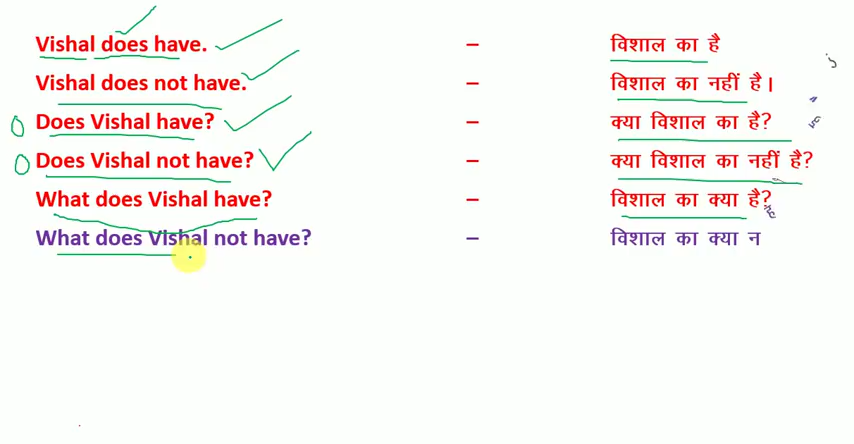 Vishal does have. – विशाल का है
Vishal does not have. – विशाल का नहीं है।
Does Vishal have? – क्या विशाल का है?
Does Vishal not have? – क्या विशाल का नहीं है?
What does Vishal have? – विशाल का क्या है?
What does Vishal not have? – विशाल का क्या न